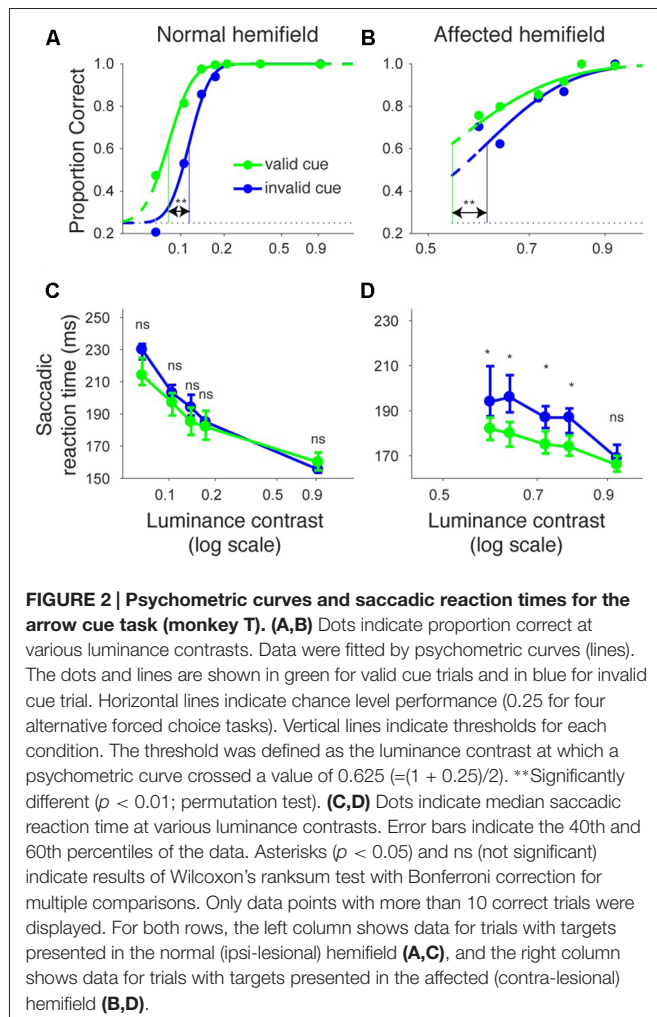 A Normal hemifield B Affected hemifield
Proportion Correct
1.0
0.8
0.6
0.4
0.2
**
valid cue
invalid cue
0.1 0.2 0.5 0.9
1.0
0.8
0.6
0.4
0.2
**
0.5 0.7 0.9
C D
Saccadic
reaction time (ms)
250
230
210
190
170
150
ns
ns
ns
ns
ns
0.1 0.2 0.5 0.9
Luminance contrast
(log scale)
230
210
190
170
*
*
*
*
ns
0.5 0.7 0.9
Luminance contrast
(log scale)
FIGURE 2 | Psychometric curves and saccadic reaction times for the
arrow cue task (monkey T). (A,B) Dots indicate proportion correct at
various luminance contrasts. Data were fitted by psychometric curves (lines).
The dots and lines are shown in green for valid cue trials and in blue for invalid
cue trial. Horizontal lines indicate chance level performance (0.25 for four
alternative forced choice tasks). Vertical lines indicate thresholds for each
condition. The threshold was defined as the luminance contrast at which a
psychometric curve crossed a value of 0.625 (=(1 + 0.25)/2). **Significantly
different (p < 0.01; permutation test). (C,D) Dots indicate median saccadic
reaction time at various luminance contrasts. Error bars indicate the 40th and
60th percentiles of the data. Asterisks (p < 0.05) and ns (not significant)
indicate results of Wilcoxon's ranksum test with Bonferroni correction for
multiple comparisons. Only data points with more than 10 correct trials were
displayed. For both rows, the left column shows data for trials with targets
presented in the normal (ipsi-lesional) hemifield (A,C), and the right column
shows data for trials with targets presented in the affected (contra-lesional)
hemifield (B,D).